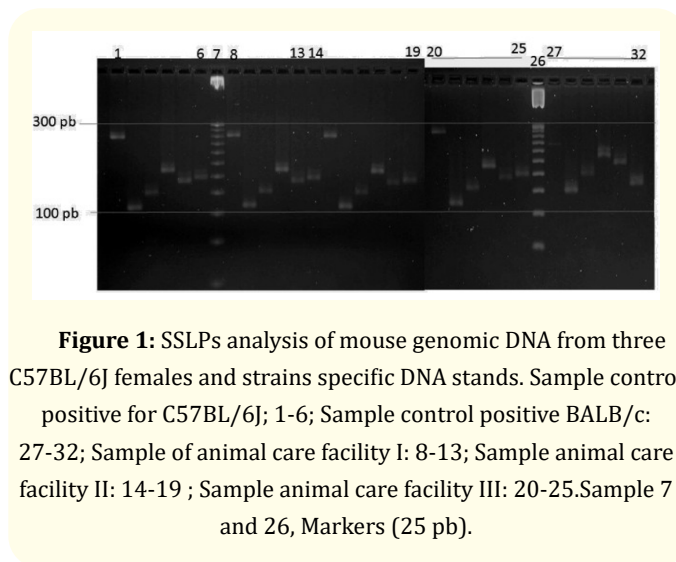 1 6 7 8 13 14 19 20 25 26 27 32
300 pb
100 pb
Figure 1: SSLPs analysis of mouse genomic DNA from three
C57BL/6J females and strains specific DNA stands. Sample contro
positive for C57BL/6J; 1-6; Sample control positive BALB/c:
27-32; Sample of animal care facility I: 8-13; Sample animal care
facility II: 14-19 ; Sample animal care facility III: 20-25.Sample 7
and 26, Markers (25 pb).